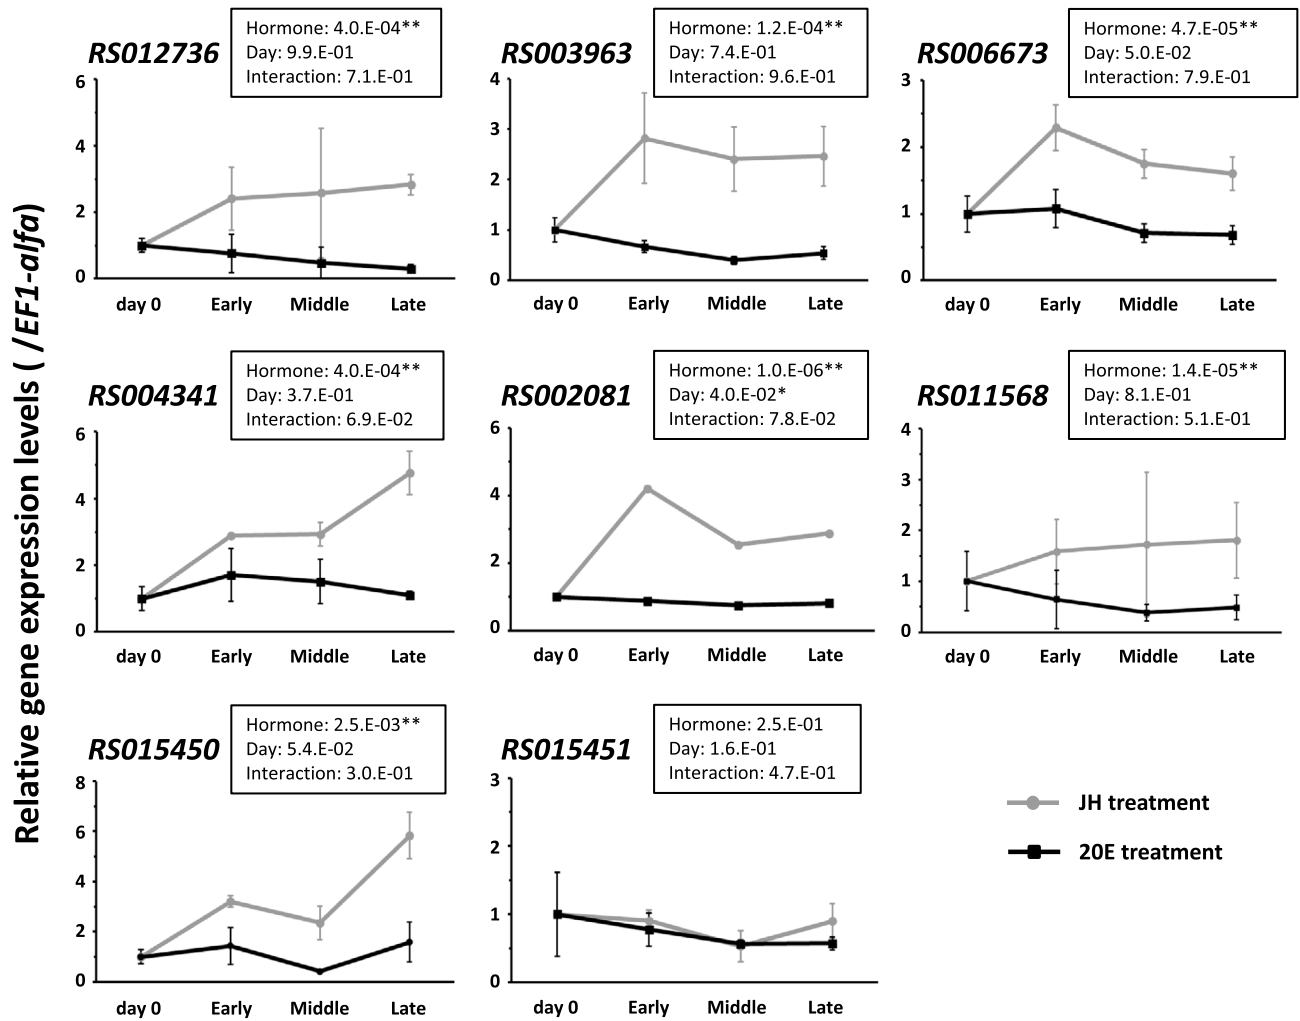 Relative gene expression levels ( /EF1-alfa)
RS012736
Hormone: 4.0.E-04**
Day: 9.9.E-01
Interaction: 7.1.E-01
6
4
2
0
day 0 Early Middle Late
RS003963
Hormone: 1.2.E-04**
Day: 7.4.E-01
Interaction: 9.6.E-01
4
3
2
1
0
day 0 Early Middle Late
RS006673
Hormone: 4.7.E-05**
Day: 5.0.E-02
Interaction: 7.9.E-01
3
2
1
0
day 0 Early Middle Late
RS004341
Hormone: 4.0.E-04**
Day: 3.7.E-01
Interaction: 6.9.E-02
6
4
2
0
day 0 Early Middle Late
RS002081
Hormone: 1.0.E-06**
Day: 4.0.E-02*
Interaction: 7.8.E-02
6
4
2
0
day 0 Early Middle Late
RS011568
Hormone: 1.4.E-05**
Day: 8.1.E-01
Interaction: 5.1.E-01
4
3
2
1
0
day 0 Early Middle Late
RS015450
Hormone: 2.5.E-03**
Day: 5.4.E-02
Interaction: 3.0.E-01
8
6
4
2
0
day 0 Early Middle Late
RS015451
Hormone: 2.5.E-01
Day: 1.6.E-01
Interaction: 4.7.E-01
3
2
1
0
day 0 Early Middle Late
JH treatment
20E treatment